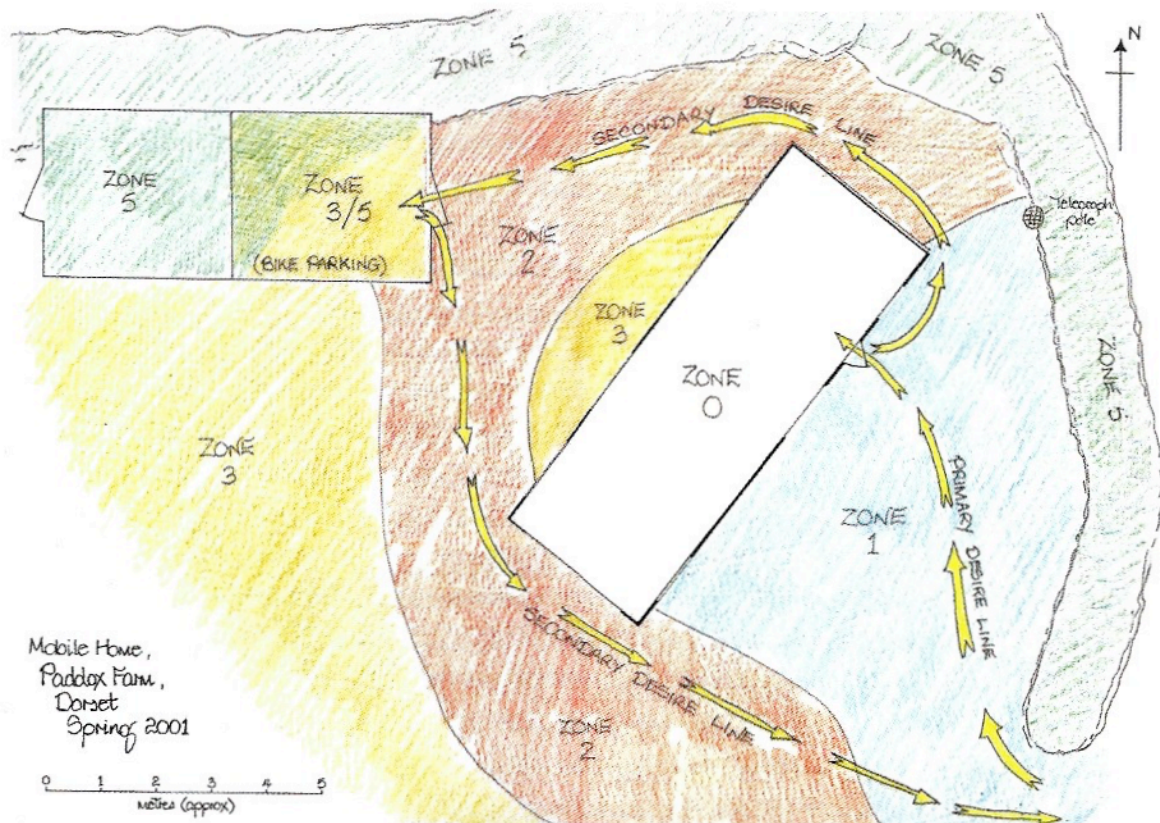 ZONE 5
ZONE 5
N
ZONE
5
ZONE
3/5
(BIKE PARKING)
SECONDARY DESIRE LINE
Telegraph
pole
ZONE
2
ZONE
3
ZONE
0
ZONE 5
ZONE
3
ZONE
1
PRIMARY DESIRE LINE
SECONDARY DESIRE LINE
ZONE
2
Mobile Home,
Paddox Farm,
Dorset
Spring 2001
0 1 2 3 4 5
Metres (approx)